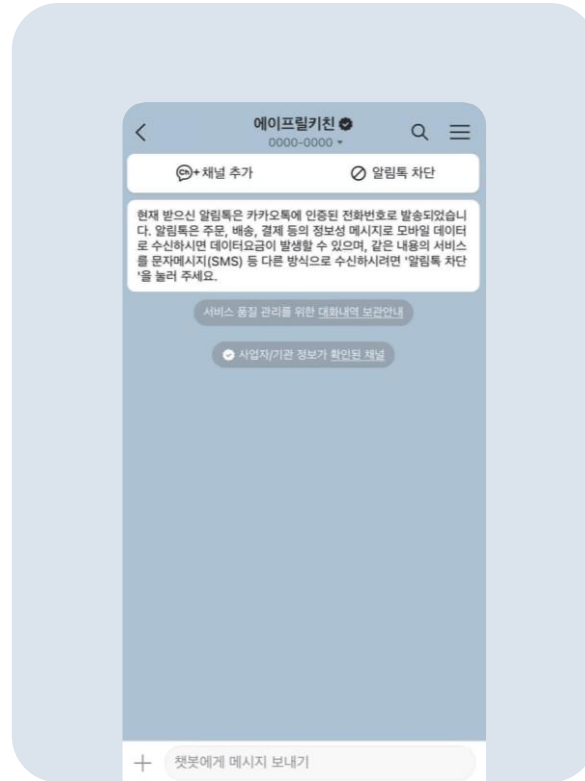 에이프릴키친
0000-0000
Ch+ 채널 추가
알림톡 차단
현재 받으신 알림톡은 카카오톡에 인증된 전화번호로 발송되었습니
다. 알림톡은 주문, 배송, 결제 등의 정보성 메시지로 모바일 데이터
로 수신하시면 데이터요금이 발생할 수 있으며, 같은 내용의 서비스
를 문자메시지(SMS) 등 다른 방식으로 수신하시려면 '알림톡 차단
'을 눌러 주세요.
서비스 품질 관리를 위한 대화내역 보관안내
사업자/기관 정보가 확인된 채널
챗봇에게 메시지 보내기